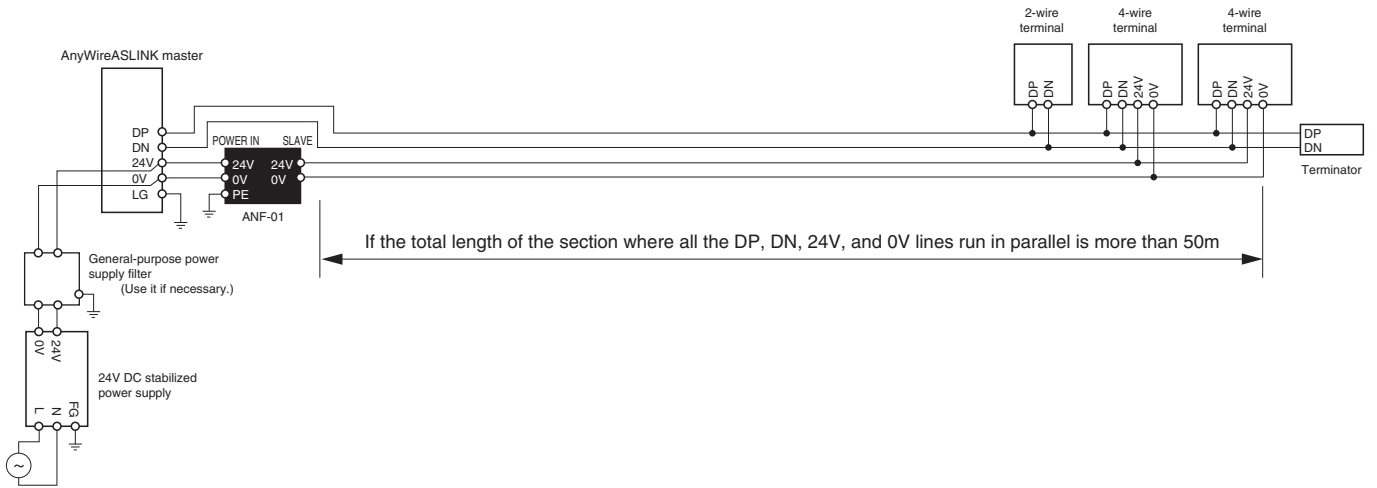 2-wire
terminal
4-wire
terminal
4-wire
terminal
AnyWireASLINK master
DP
DN
DP
DN
24V
0V
DP
DN
24V
0V
DP
DN
24V
0V
LG
POWER IN
SLAVE
24V
0V
PE
24V
0V
ANF-01
DP
DN
Terminator
If the total length of the section where all the DP, DN, 24V, and 0V lines run in parallel is more than 50m
General-purpose power
supply filter
(Use it if necessary.)
0V
24V
24V DC stabilized
power supply
L
N
FG
~